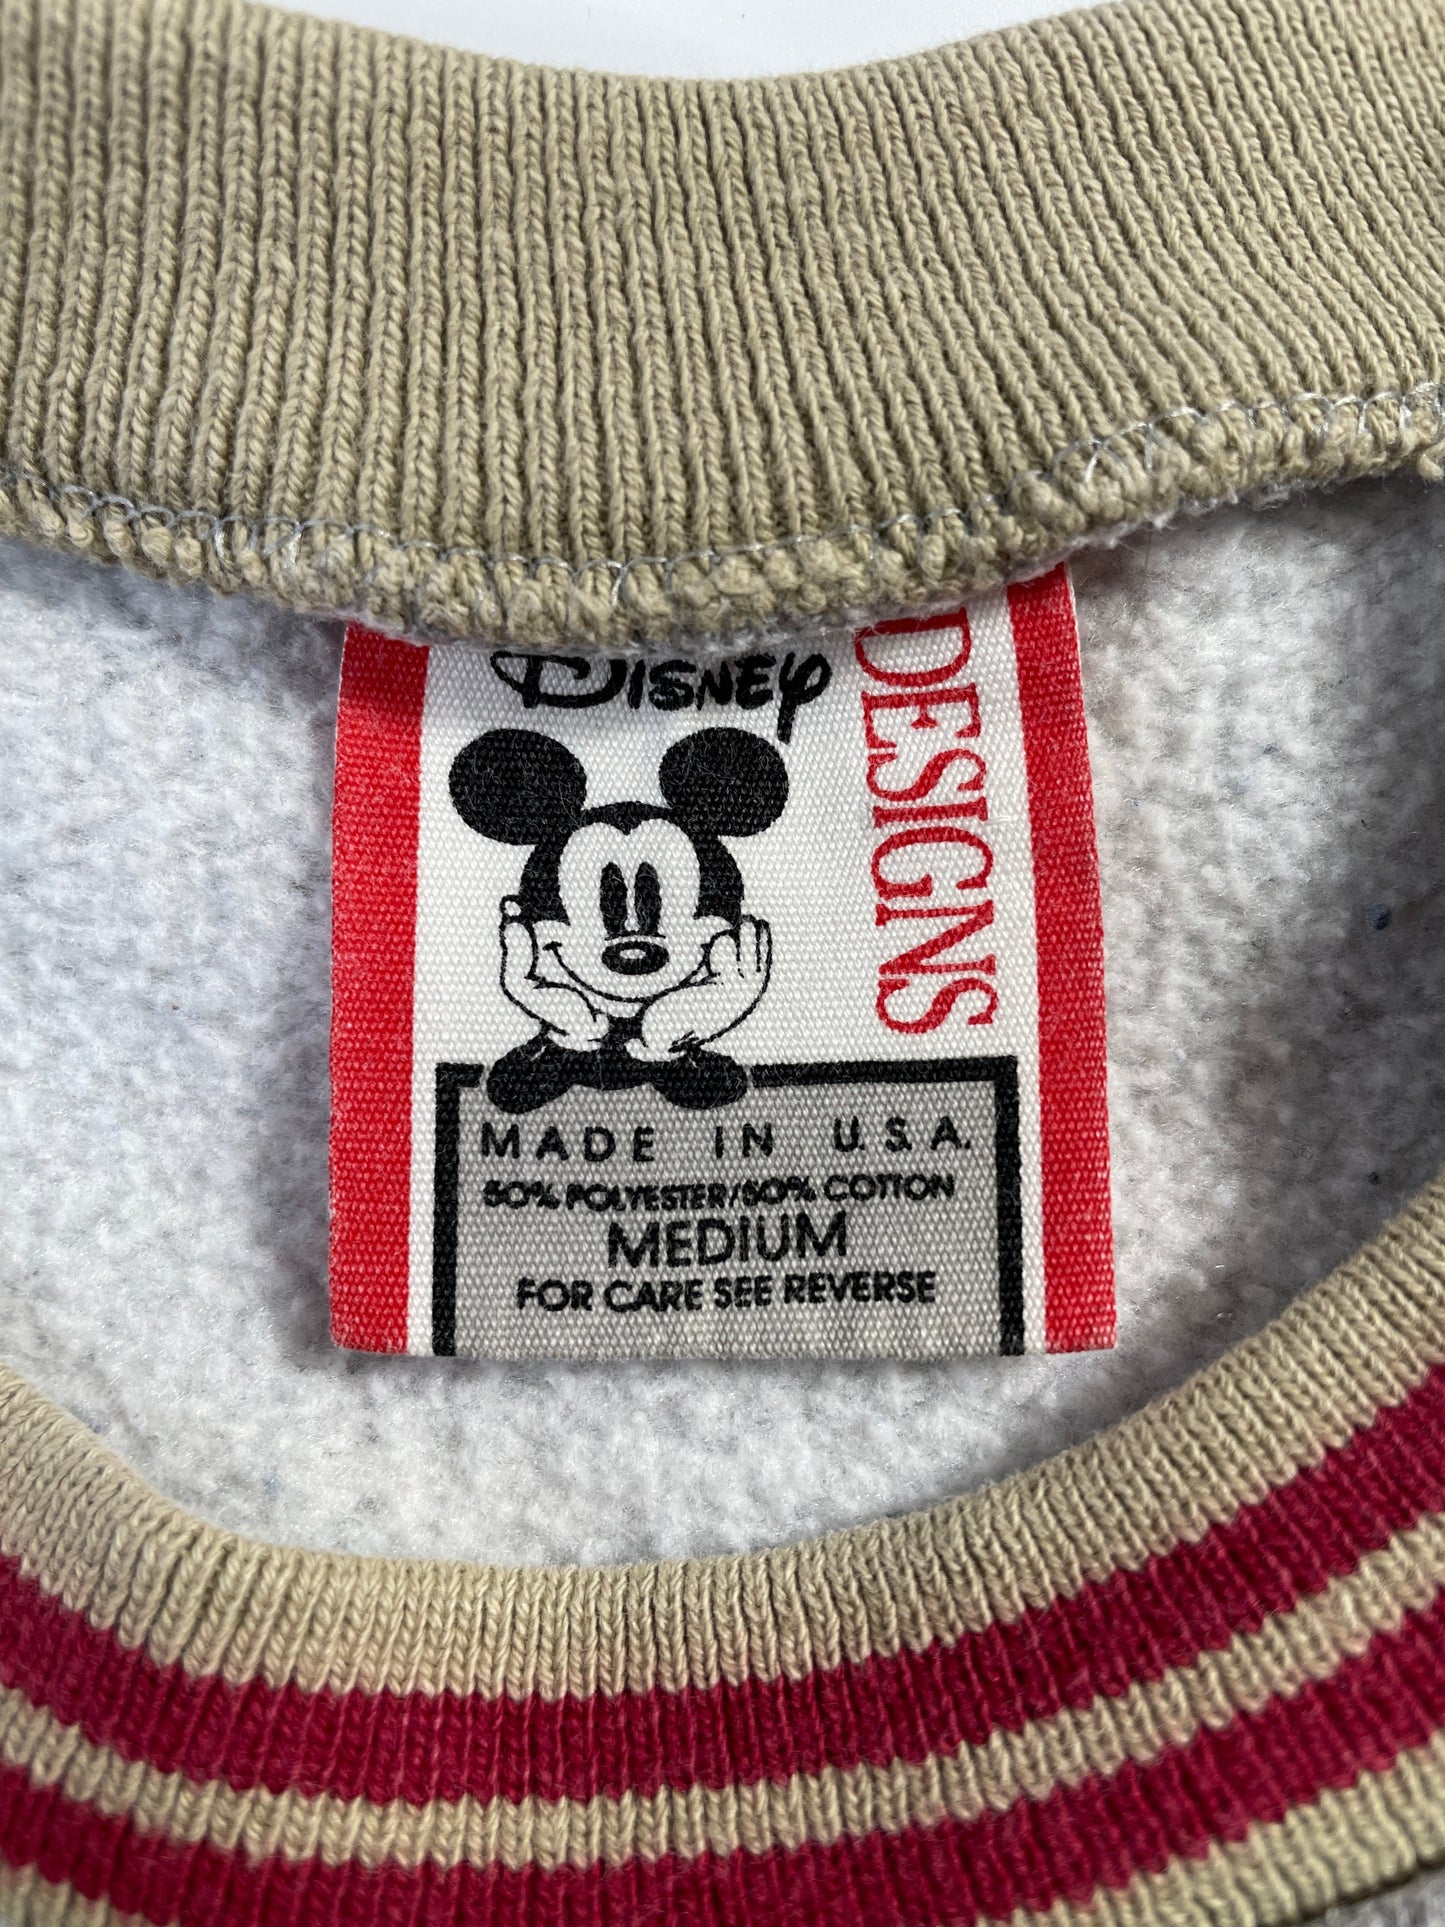 Disney
DESIGNS
MADE IN U.S.A.
50% POLYESTER/50% COTTON
MEDIUM
FOR CARE SEE REVERSE